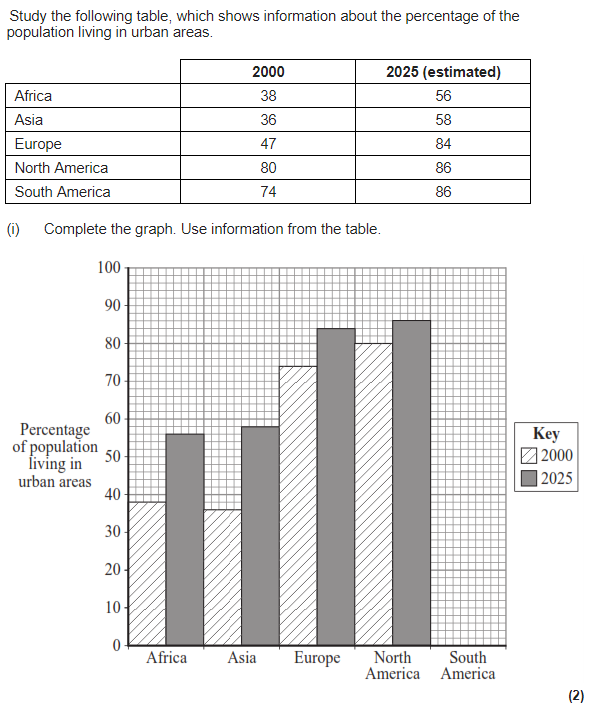 Study the following table, which shows information about the percentage of the
population living in urban areas.
2000 2025 (estimated)
Africa 38 56
Asia 36 58
Europe 47 84
North America 80 86
South America 74 86
(i) Complete the graph. Use information from the table.
100
90
80
70
60
50
40
30
20
10
0
Percentage
of population
living in
urban areas
Key
2000
2025
Africa Asia Europe North South
America America
(2)